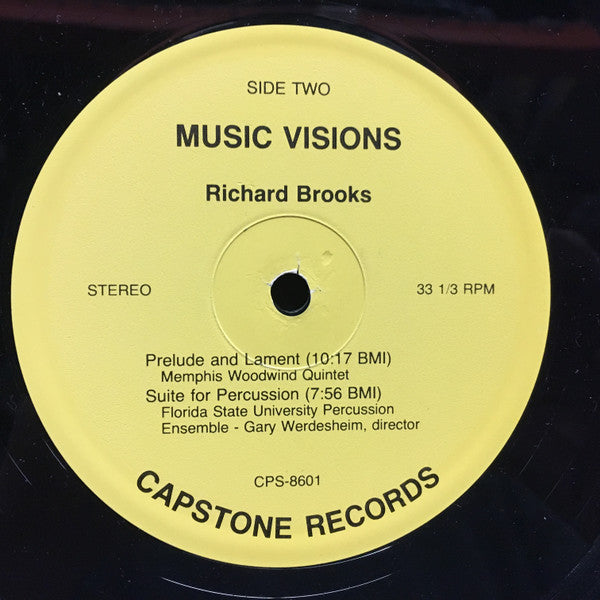 SIDE TWO
MUSIC VISIONS
Richard Brooks
STEREO
33 1/3 RPM
Prelude and Lament (10:17 BMI)
Memphis Woodwind Quintet
Suite for Percussion (7:56 BMI)
Florida State University Percussion
Ensemble - Gary Werdesheim, director
CPS-8601
CAPSTONE RECORDS